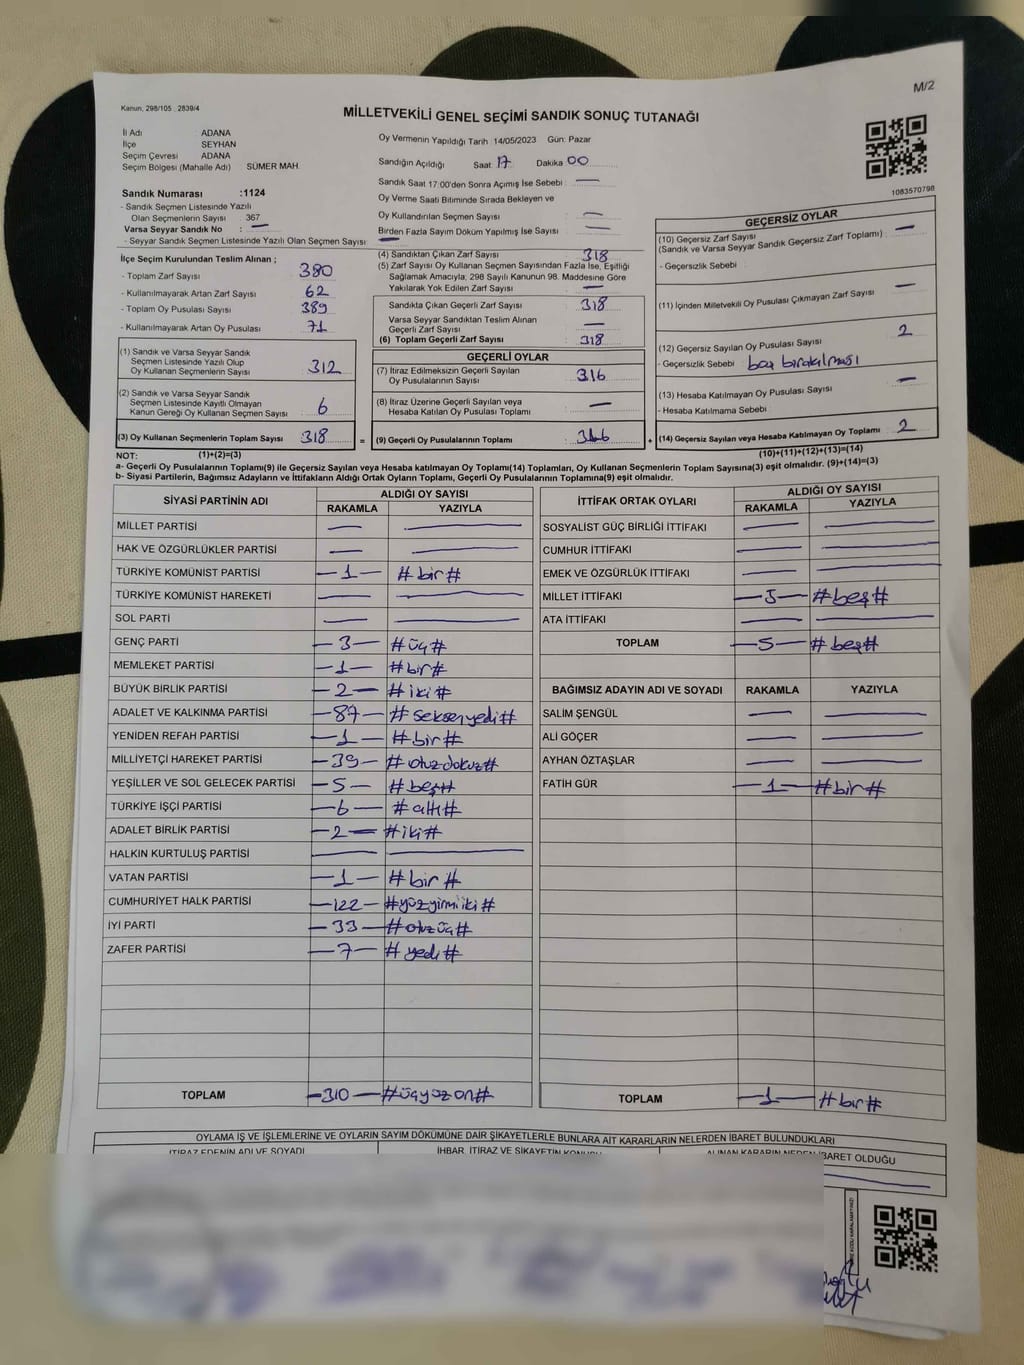 M/2
Kanun, 298/105 , 2839/4
MİLLETVEKİLİ GENEL SEÇİMİ SANDIK SONUÇ TUTANAĞI
İl Adı ADANA
İlçe SEYHAN
Seçim Çevresi ADANA
Seçim Bölgesi (Mahalle Adı) SÜMER MAH.
Sandık Numarası :1124
- Sandık Seçmen Listesinde Yazılı
Olan Seçmenlerin Sayısı : 367
Varsa Seyyar Sandık No : —
- Seyyar Sandık Seçmen Listesinde Yazılı Olan Seçmen Sayısı : —
Oy Vermenin Yapıldığı Tarih : 14/05/2023 Gün: Pazar
Sandığın Açıldığı Saat: 17 Dakika 00
Sandık Saat 17:00'den Sonra Açımış İse Sebebi : —
Oy Verme Saati Bitiminde Sırada Bekleyen ve
Oy Kullandırılan Seçmen Sayısı : —
Birden Fazla Sayım Döküm Yapılmış İse Sayısı : —
1083570798
İlçe Seçim Kurulundan Teslim Alınan ;
- Toplam Zarf Sayısı : 380
- Kullanılmayarak Artan Zarf Sayısı : 62
- Toplam Oy Pusulası Sayısı : 389
- Kullanılmayarak Artan Oy Pusulası : 71
(1) Sandık ve Varsa Seyyar Sandık
Seçmen Listesinde Yazılı Olup
Oy Kullanan Seçmenlerin Sayısı : 312
(2) Sandık ve Varsa Seyyar Sandık
Seçmen Listesinde Kayıtlı Olmayan
Kanun Gereği Oy Kullanan Seçmen Sayısı : 6
(3) Oy Kullanan Seçmenlerin Toplam Sayısı : 318
(4) Sandıktan Çıkan Zarf Sayısı : 318
(5) Zarf Sayısı Oy Kullanan Seçmen Sayısından Fazla İse, Eşitliği
Sağlamak Amacıyla; 298 Sayılı Kanunun 98. Maddesine Göre
Yakılarak Yok Edilen Zarf Sayısı : —
Sandıkta Çıkan Geçerli Zarf Sayısı : 318
Varsa Seyyar Sandıktan Teslim Alınan
Geçerli Zarf Sayısı : —
(6) Toplam Geçerli Zarf Sayısı : 318
GEÇERLİ OYLAR
(7) İtiraz Edilmeksizin Geçerli Sayılan
Oy Pusulalarının Sayısı : 316
(8) İtiraz Üzerine Geçerli Sayılan veya
Hesaba Katılan Oy Pusulası Toplamı : —
= (9) Geçerli Oy Pusulalarının Toplamı : 316
GEÇERSİZ OYLAR
(10) Geçersiz Zarf Sayısı
(Sandık ve Varsa Seyyar Sandık Geçersiz Zarf Toplamı) : —
- Geçersizlik Sebebi :
(11) İçinden Milletvekili Oy Pusulası Çıkmayan Zarf Sayısı : —
(12) Geçersiz Sayılan Oy Pusulası Sayısı : 2
- Geçersizlik Sebebi : boş bırakılması
(13) Hesaba Katılmayan Oy Pusulası Sayısı : —
- Hesaba Katılmama Sebebi :
+ (14) Geçersiz Sayılan veya Hesaba Katılmayan Oy Toplamı : 2
NOT: (1)+(2)=(3) (10)+(11)+(12)+(13)=(14)
a- Geçerli Oy Pusulalarının Toplamı(9) ile Geçersiz Sayılan veya Hesaba katılmayan Oy Toplamı(14) Toplamları, Oy Kullanan Seçmenlerin Toplam Sayısına(3) eşit olmalıdır. (9)+(14)=(3)
b- Siyasi Partilerin, Bağımsız Adayların ve İttifakların Aldığı Ortak Oyların Toplamı, Geçerli Oy Pusulalarının Toplamına(9) eşit olmalıdır.
SİYASİ PARTİNİN ADI ALDIĞI OY SAYISI
RAKAMLA YAZIYLA
MİLLET PARTİSİ — —
HAK VE ÖZGÜRLÜKLER PARTİSİ — —
TÜRKİYE KOMÜNİST PARTİSİ —1— #bir#
TÜRKİYE KOMÜNİST HAREKETİ — —
SOL PARTİ — —
GENÇ PARTİ —3— #üç#
MEMLEKET PARTİSİ —1— #bir#
BÜYÜK BİRLİK PARTİSİ —2— #iki#
ADALET VE KALKINMA PARTİSİ —87— #seksenyedi#
YENİDEN REFAH PARTİSİ —1— #bir#
MİLLİYETÇİ HAREKET PARTİSİ —39— #otuzdokuz#
YEŞİLLER VE SOL GELECEK PARTİSİ —5— #beş#
TÜRKİYE İŞÇİ PARTİSİ —6— #altı#
ADALET BİRLİK PARTİSİ —2— #iki#
HALKIN KURTULUŞ PARTİSİ — —
VATAN PARTİSİ —1— #bir#
CUMHURİYET HALK PARTİSİ —122— #yüzyirmiiki#
İYİ PARTİ —33— #otuzüç#
ZAFER PARTİSİ —7— #yedi#
TOPLAM —310— #üçyüzon#
İTTİFAK ORTAK OYLARI ALDIĞI OY SAYISI
RAKAMLA YAZIYLA
SOSYALİST GÜÇ BİRLİĞİ İTTİFAKI — —
CUMHUR İTTİFAKI — —
EMEK VE ÖZGÜRLÜK İTTİFAKI — —
MİLLET İTTİFAKI —5— #beş#
ATA İTTİFAKI — —
TOPLAM —5— #beş#
BAĞIMSIZ ADAYIN ADI VE SOYADI RAKAMLA YAZIYLA
SALİM ŞENGÜL — —
ALİ GÖÇER — —
AYHAN ÖZTAŞLAR — —
FATİH GÜR —1— #bir#
TOPLAM —1— #bir#
OYLAMA İŞ VE İŞLEMLERİNE VE OYLARIN SAYIM DÖKÜMÜNE DAİR ŞİKAYETLERLE BUNLARA AİT KARARLARIN NELERDEN İBARET BULUNDUKLARI
İTİRAZ EDENİN ADI VE SOYADI İHBAR, İTİRAZ VE ŞİKAYETİN KONUSU ALINAN KARARIN NEDEN İBARET OLDUĞU